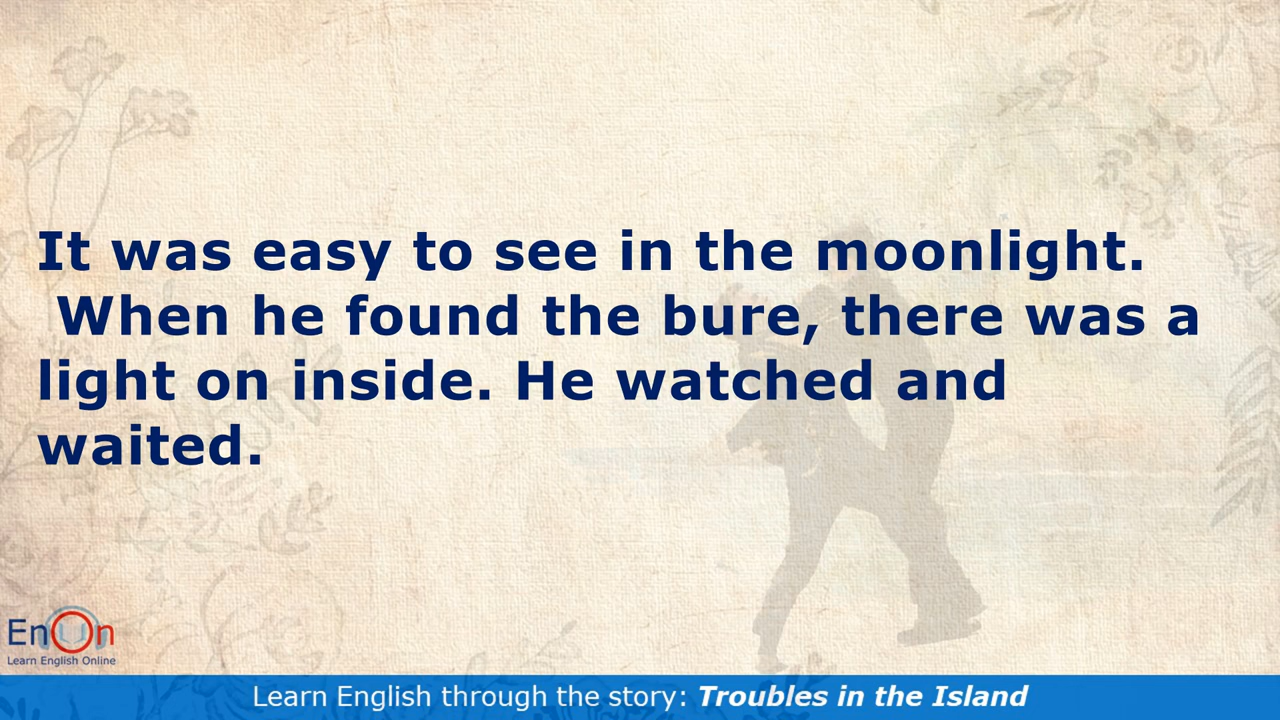 It was easy to see in the moonlight.
When he found the bure, there was a
light on inside. He watched and
waited.
EnOn
Learn English Online
Learn English through the story: Troubles in the Island